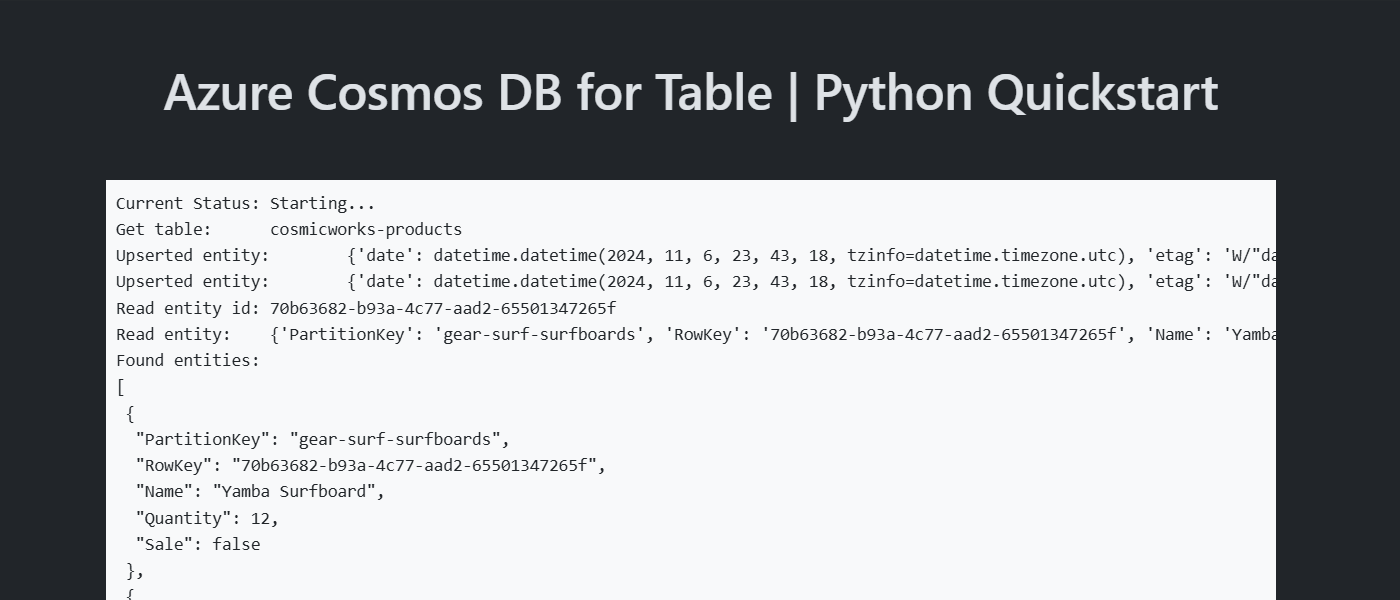 Azure Cosmos DB for Table | Python Quickstart
Current Status: Starting...
Get table:      cosmicworks-products
Upserted entity:        {'date': datetime.datetime(2024, 11, 6, 23, 43, 18, tzinfo=datetime.timezone.utc), 'etag': 'W/"da
Upserted entity:        {'date': datetime.datetime(2024, 11, 6, 23, 43, 18, tzinfo=datetime.timezone.utc), 'etag': 'W/"da
Read entity id: 70b63682-b93a-4c77-aad2-65501347265f
Read entity:    {'PartitionKey': 'gear-surf-surfboards', 'RowKey': '70b63682-b93a-4c77-aad2-65501347265f', 'Name': 'Yamba
Found entities:
[
 {
  "PartitionKey": "gear-surf-surfboards",
  "RowKey": "70b63682-b93a-4c77-aad2-65501347265f",
  "Name": "Yamba Surfboard",
  "Quantity": 12,
  "Sale": false
 },
 {